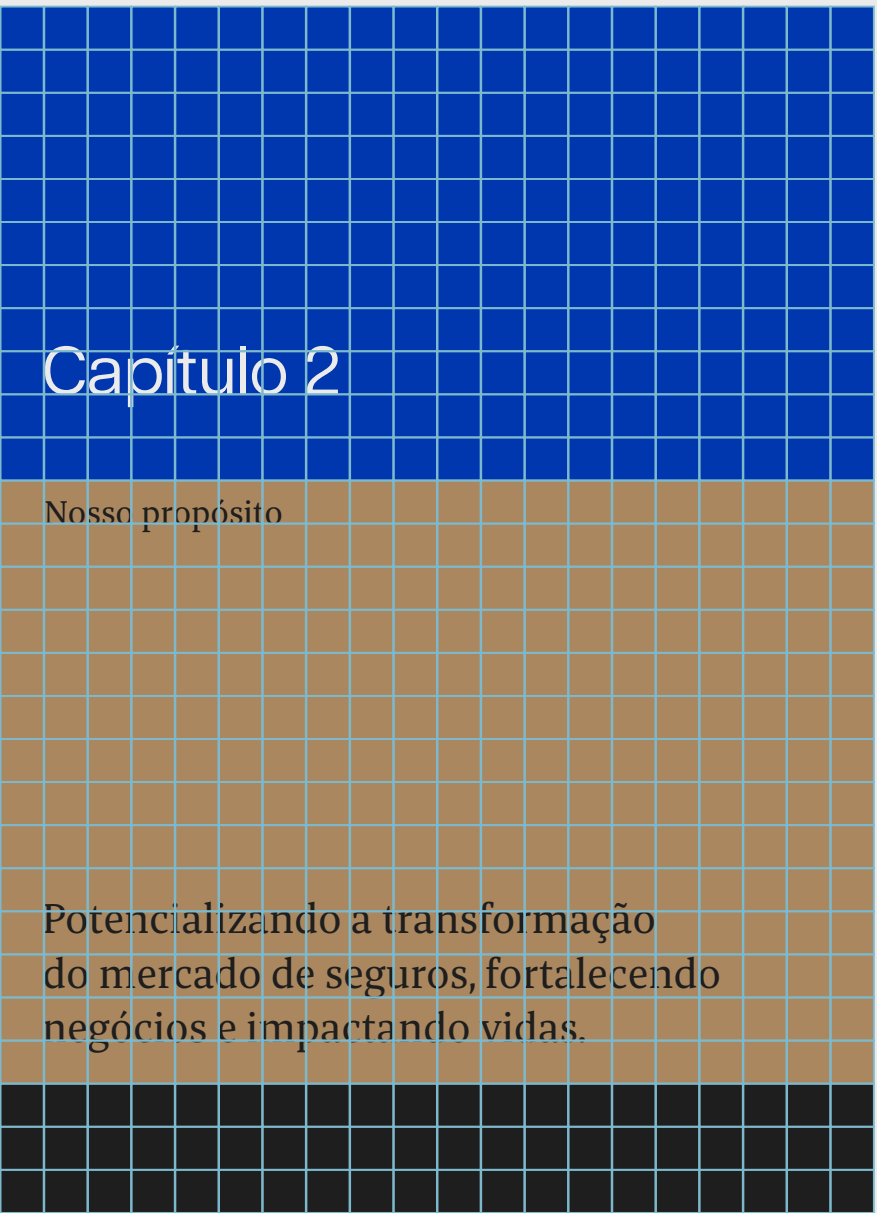 Capítulo 2
Nosso propósito
Potencializando a transformação
do mercado de seguros, fortalecendo
negócios e impactando vidas.